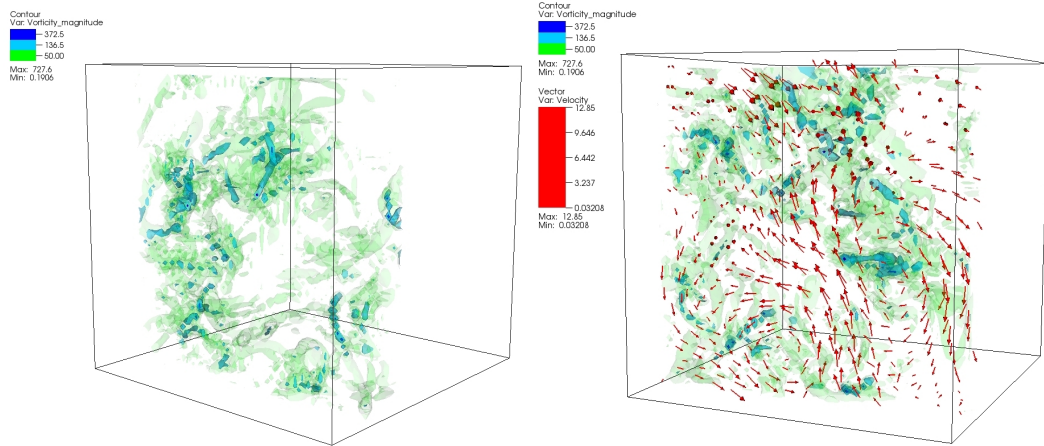 Contour
Var: Vorticity_magnitude
372.5
136.5
50.00
Max: 727.6
Min: 0.1906
Contour
Var: Vorticity_magnitude
372.5
136.5
50.00
Max: 727.6
Min: 0.1906
Vector
Var: Velocity
12.85
9.646
6.442
3.237
0.03208
Max: 12.85
Min: 0.03208